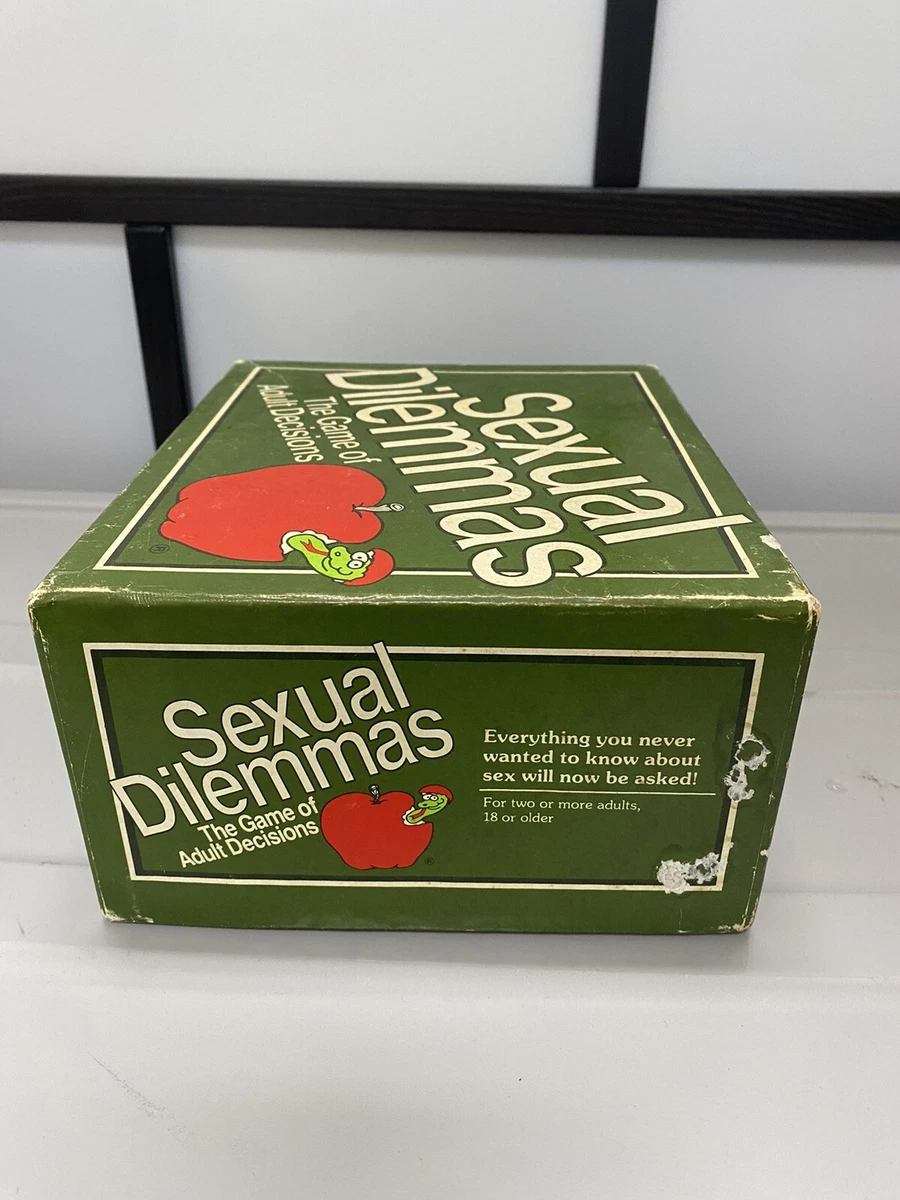 Sexual
Dilemmas
The Game of
Adult Decisions
®
Sexual
Dilemmas
The Game of
Adult Decisions
®
Everything you never
wanted to know about
sex will now be asked!
For two or more adults,
18 or older